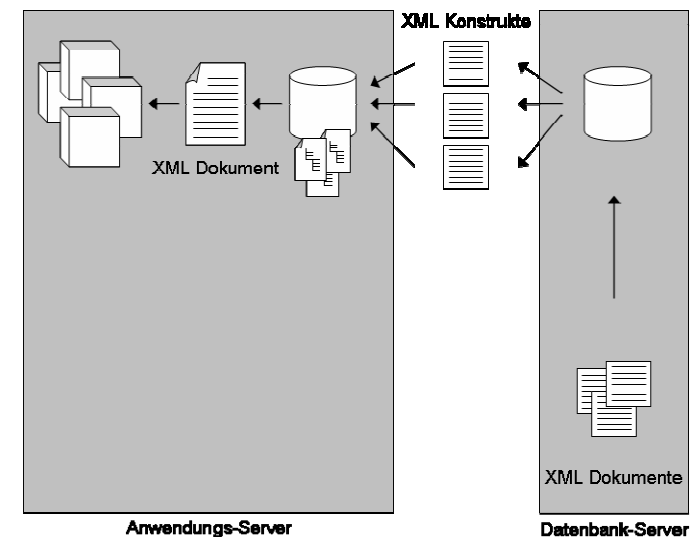 XML Konstrukte
XML Dokument
XML Dokumente
Anwendungs-Server
Datenbank-Server